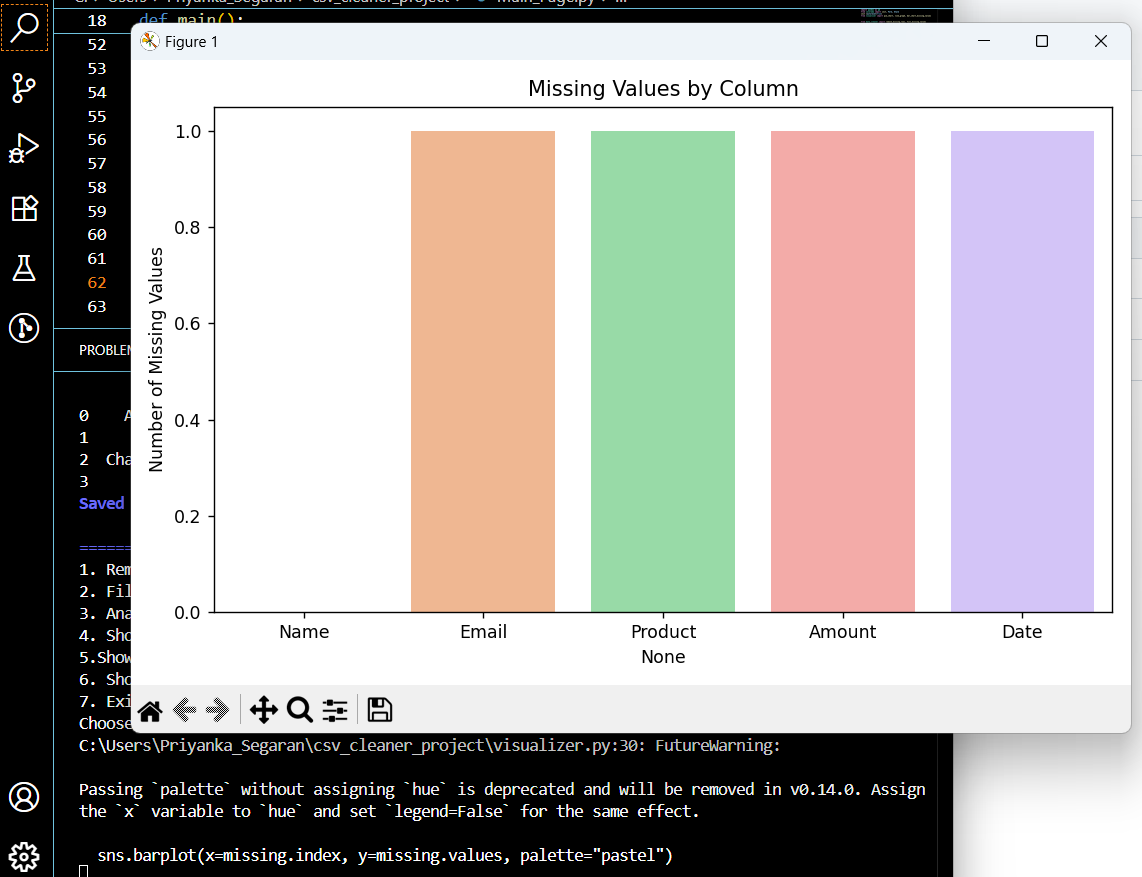 18 def main():
52
53
54
55
56
57
58
59
60
61
62
63
Figure 1
Missing Values by Column
Number of Missing Values
1.0
0.8
0.6
0.4
0.2
0.0
Name Email Product Amount Date
None
0 A
1
2 Cha
3
Saved
======
1. Rem
2. Fil
3. Ana
4. Sho
5.Show
6. Sho
7. Exi
Choose
C:\Users\Priyanka_Segaran\csv_cleaner_project\visualizer.py:30: FutureWarning:
Passing `palette` without assigning `hue` is deprecated and will be removed in v0.14.0. Assign
the `x` variable to `hue` and set `legend=False` for the same effect.
sns.barplot(x=missing.index, y=missing.values, palette="pastel")